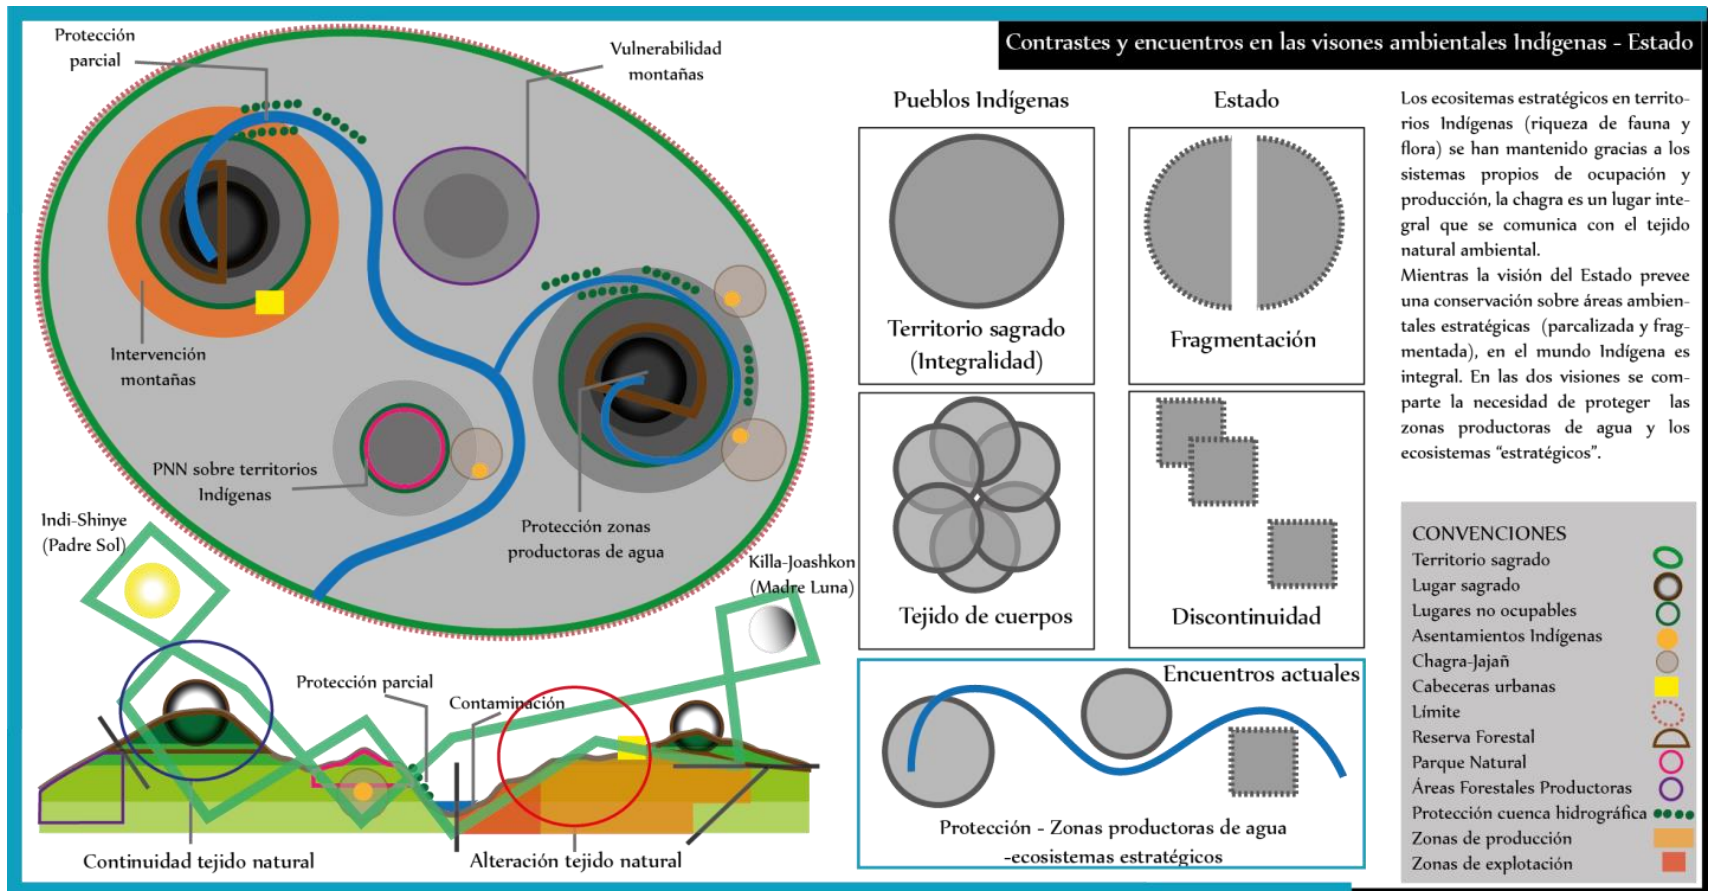 Contrastes y encuentros en las visones ambientales Indígenas - Estado
Protección
parcial
Vulnerabilidad
montañas
Intervención
montañas
PNN sobre territorios
Indígenas
Protección zonas
productoras de agua
Indi-Shinye
(Padre Sol)
Killa-Joashkon
(Madre Luna)
Protección parcial
Contaminación
Continuidad tejido natural
Alteración tejido natural
Pueblos Indígenas
Estado
Territorio sagrado
(Integralidad)
Fragmentación
Tejido de cuerpos
Discontinuidad
Encuentros actuales
Protección - Zonas productoras de agua
-ecosistemas estratégicos
Los ecositemas estratégicos en territo-
rios Indígenas (riqueza de fauna y
flora) se han mantenido gracias a los
sistemas propios de ocupación y
producción, la chagra es un lugar inte-
gral que se comunica con el tejido
natural ambiental.
Mientras la visión del Estado prevee
una conservación sobre áreas ambien-
tales estratégicas (parcalizada y frag-
mentada), en el mundo Indígena es
integral. En las dos visiones se com-
parte la necesidad de proteger las
zonas productoras de agua y los
ecosistemas “estratégicos”.
CONVENCIONES
Territorio sagrado
Lugar sagrado
Lugares no ocupables
Asentamientos Indígenas
Chagra-Jajañ
Cabeceras urbanas
Límite
Reserva Forestal
Parque Natural
Áreas Forestales Productoras
Protección cuenca hidrográfica
Zonas de producción
Zonas de explotación